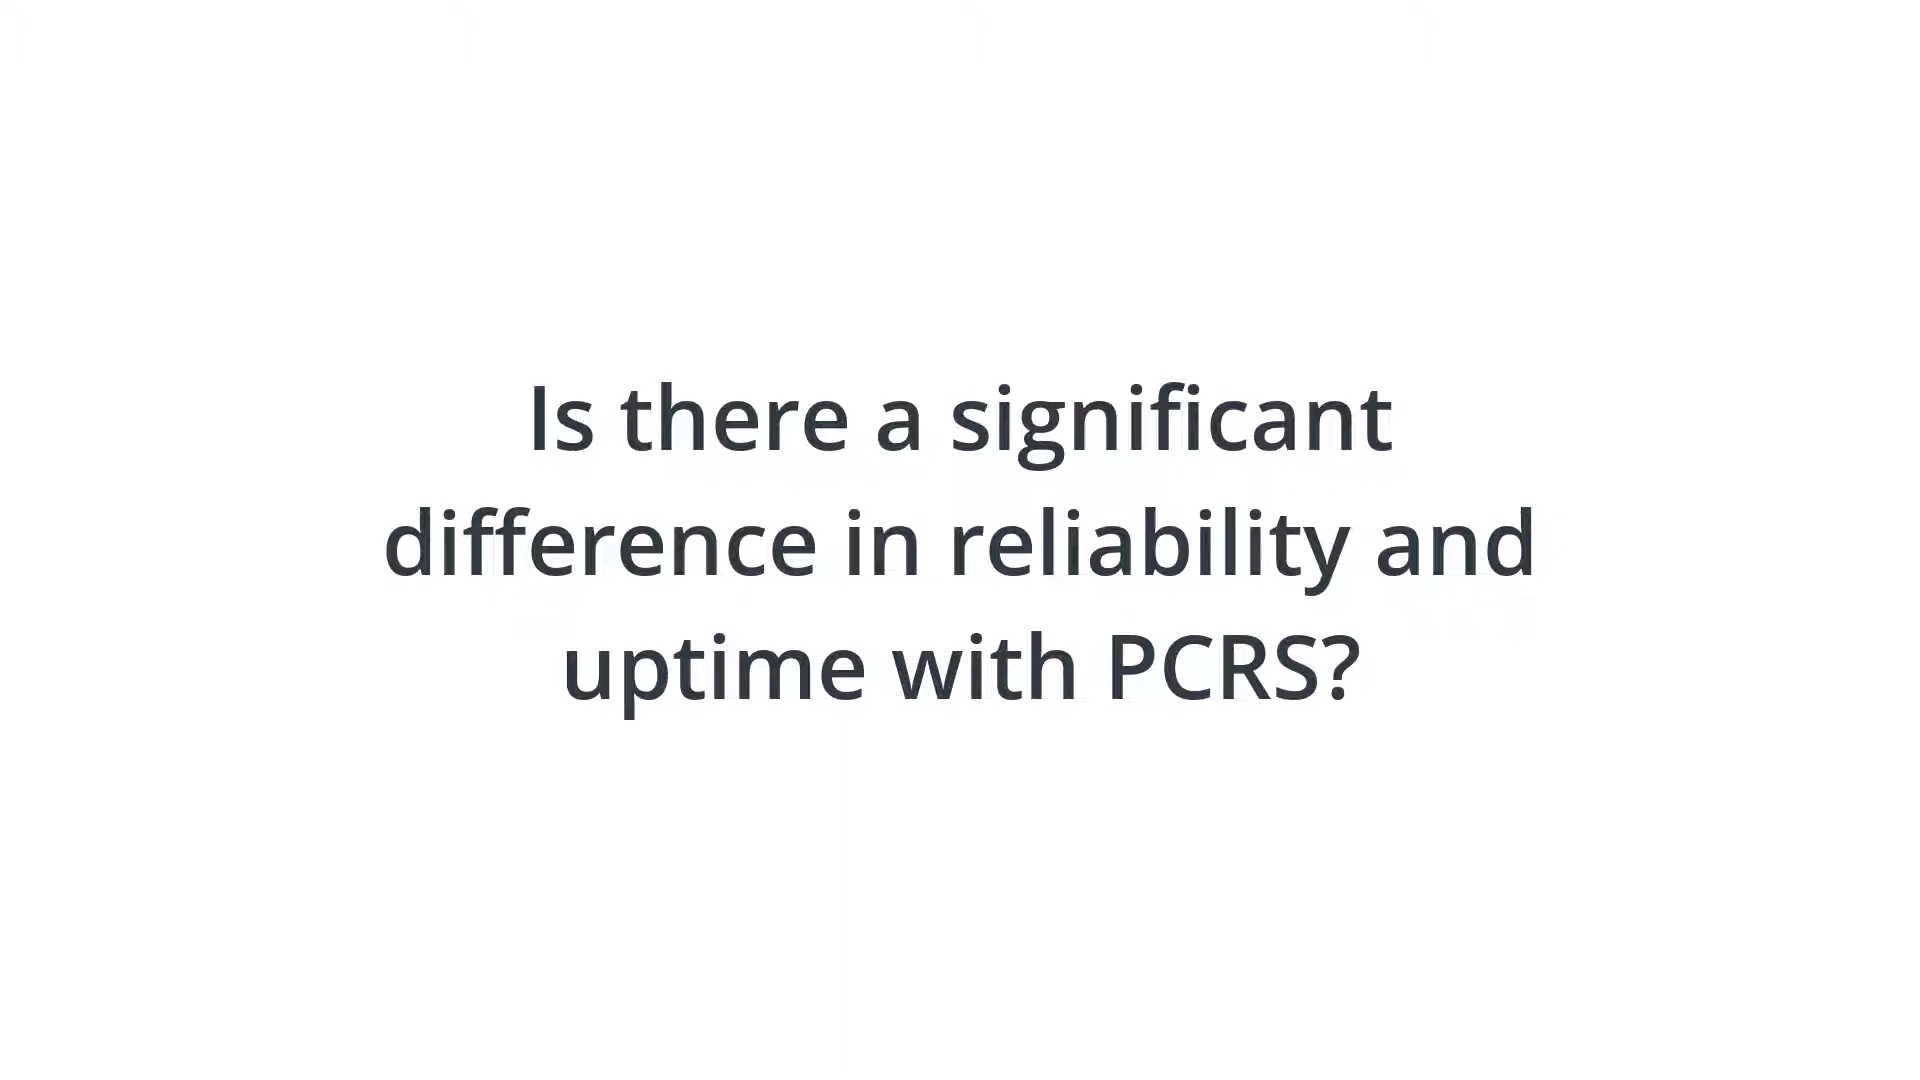 Is there a significant
difference in reliability and
uptime with PCRS?